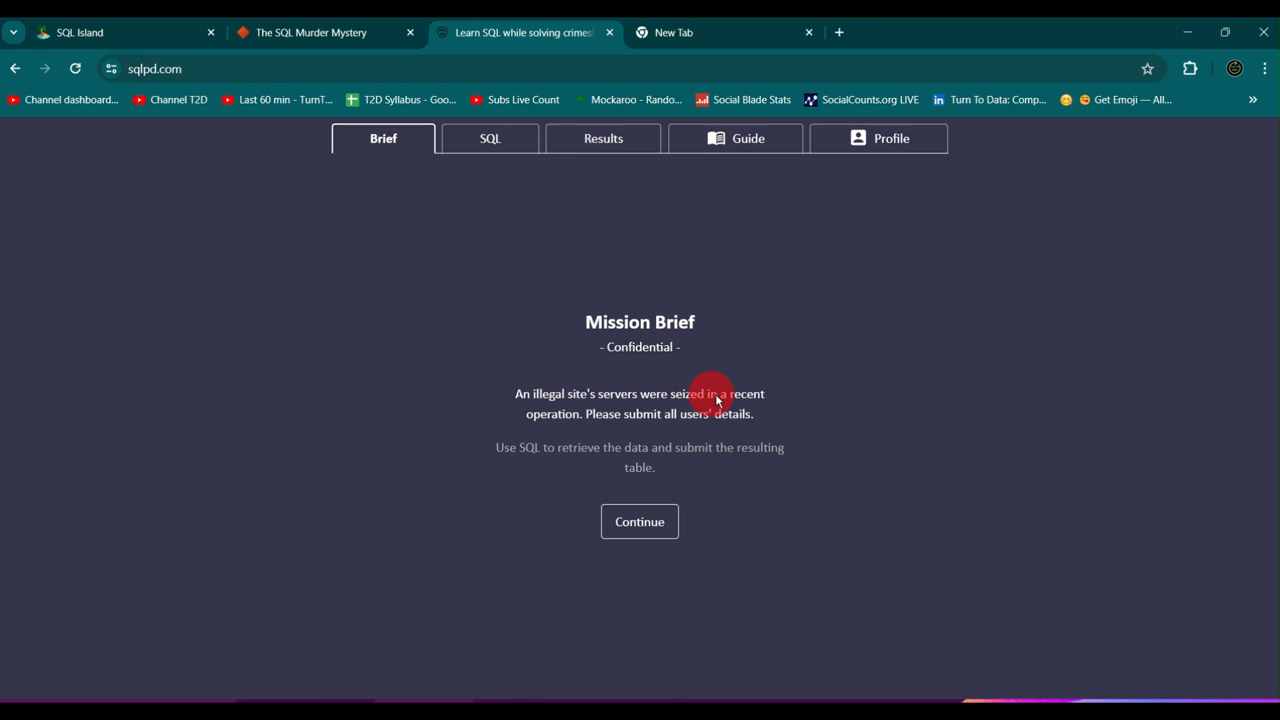 SQL Island
The SQL Murder Mystery
Learn SQL while solving crimes
New Tab
sqlpd.com
Channel dashboard...
Channel T2D
Last 60 min - TurnT...
T2D Syllabus - Goo...
Subs Live Count
Mockaroo - Rando...
Social Blade Stats
SocialCounts.org LIVE
Turn To Data: Comp...
Get Emoji — All...
Brief
SQL
Results
Guide
Profile
Mission Brief
- Confidential -
An illegal site's servers were seized in a recent
operation. Please submit all users' details.
Use SQL to retrieve the data and submit the resulting
table.
Continue